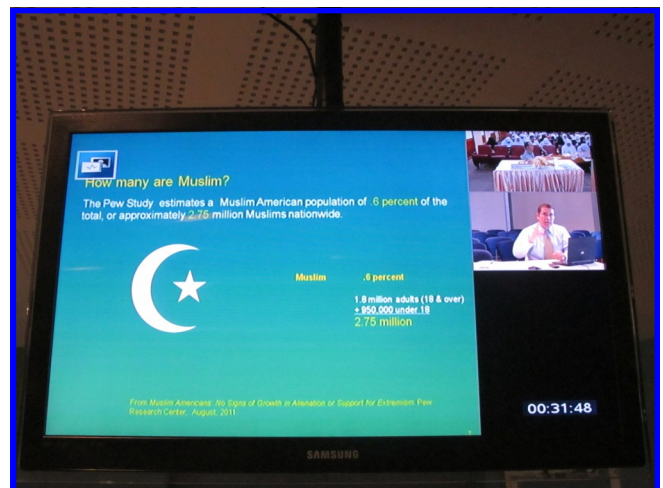 How many are Muslim?
The Pew Study estimates a Muslim American population of .6 percent of the
total, or approximately 2.75 million Muslims nationwide.
Muslim .6 percent
1.8 million adults (18 & over)
+ 950,000 under 18
2.75 million
From Muslim Americans: No Signs of Growth in Alienation or Support for Extremism. Pew
Research Center, August, 2011
00:31:48
SAMSUNG